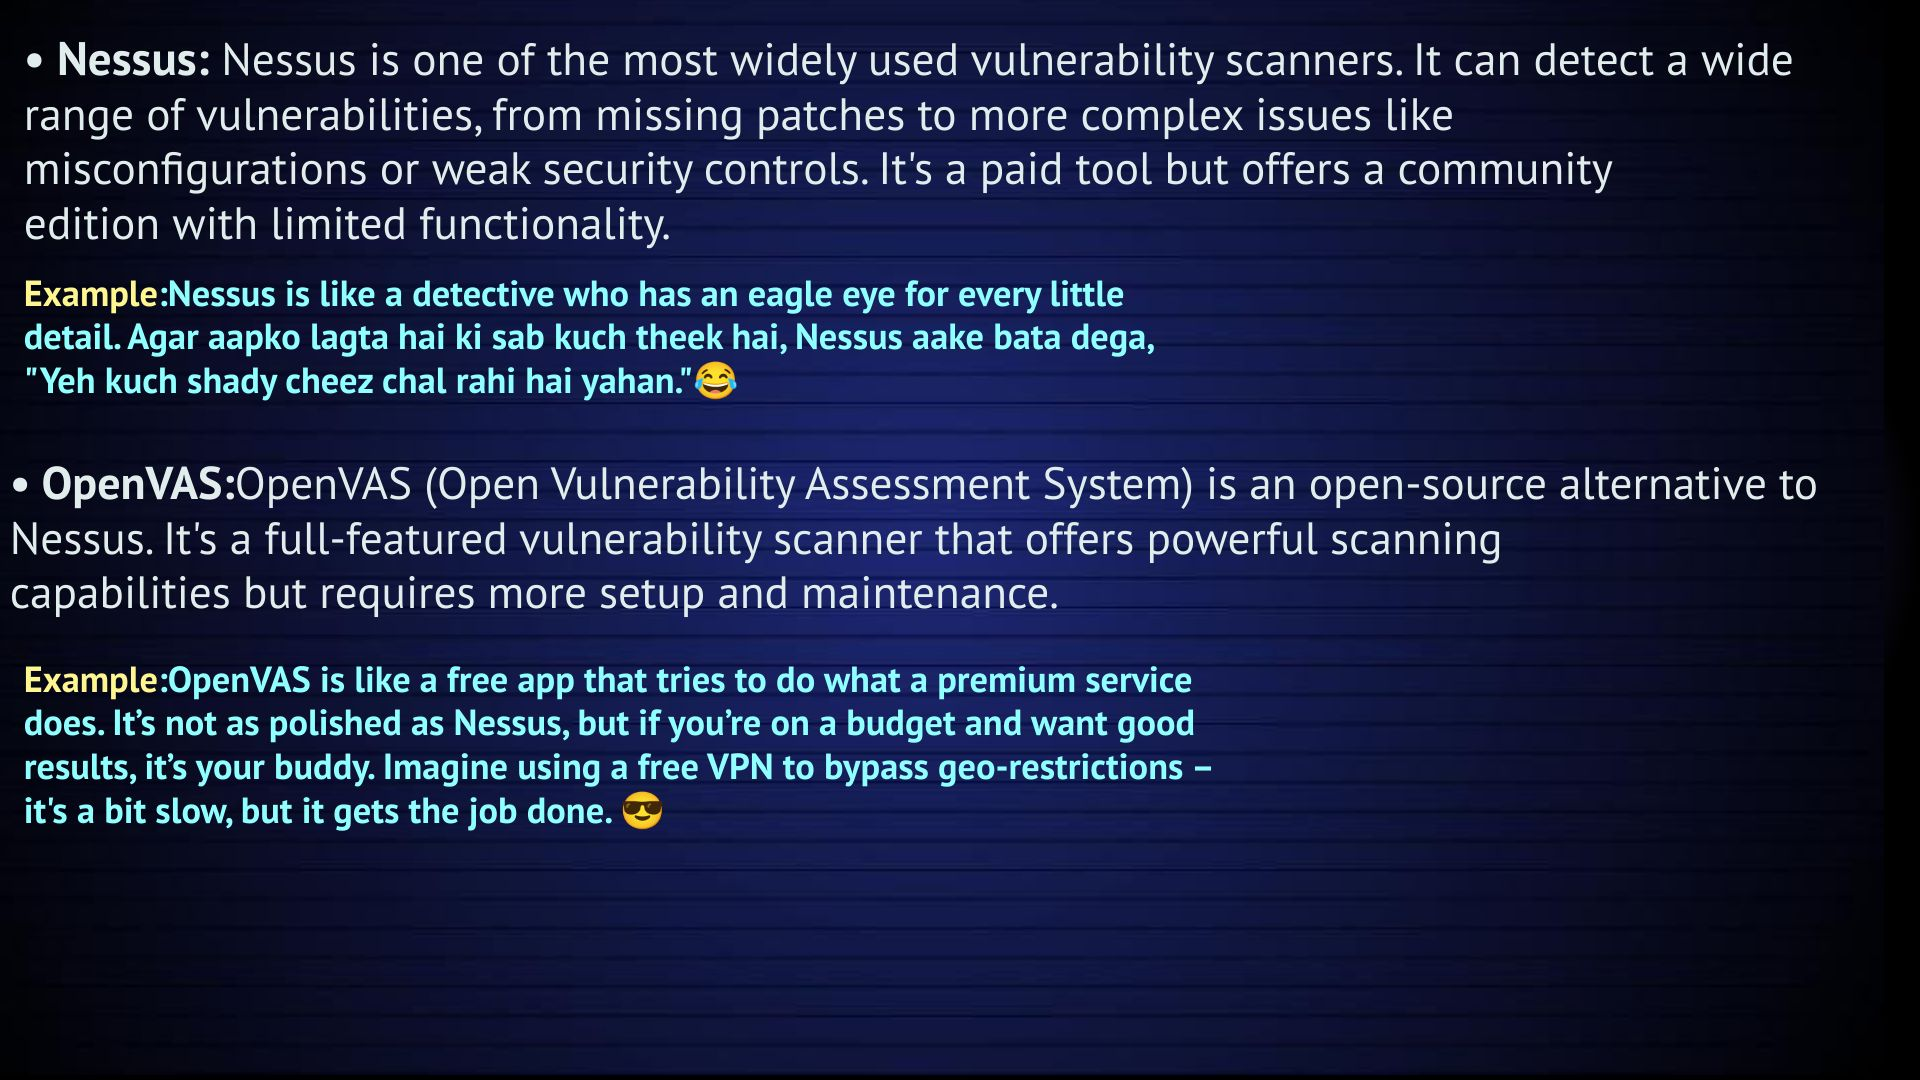 • Nessus: Nessus is one of the most widely used vulnerability scanners. It can detect a wide
range of vulnerabilities, from missing patches to more complex issues like
misconfigurations or weak security controls. It's a paid tool but offers a community
edition with limited functionality.
Example:Nessus is like a detective who has an eagle eye for every little
detail. Agar aapko lagta hai ki sab kuch theek hai, Nessus aake bata dega,
"Yeh kuch shady cheez chal rahi hai yahan."😂
• OpenVAS:OpenVAS (Open Vulnerability Assessment System) is an open-source alternative to
Nessus. It's a full-featured vulnerability scanner that offers powerful scanning
capabilities but requires more setup and maintenance.
Example:OpenVAS is like a free app that tries to do what a premium service
does. It’s not as polished as Nessus, but if you’re on a budget and want good
results, it’s your buddy. Imagine using a free VPN to bypass geo-restrictions –
it's a bit slow, but it gets the job done. 😎